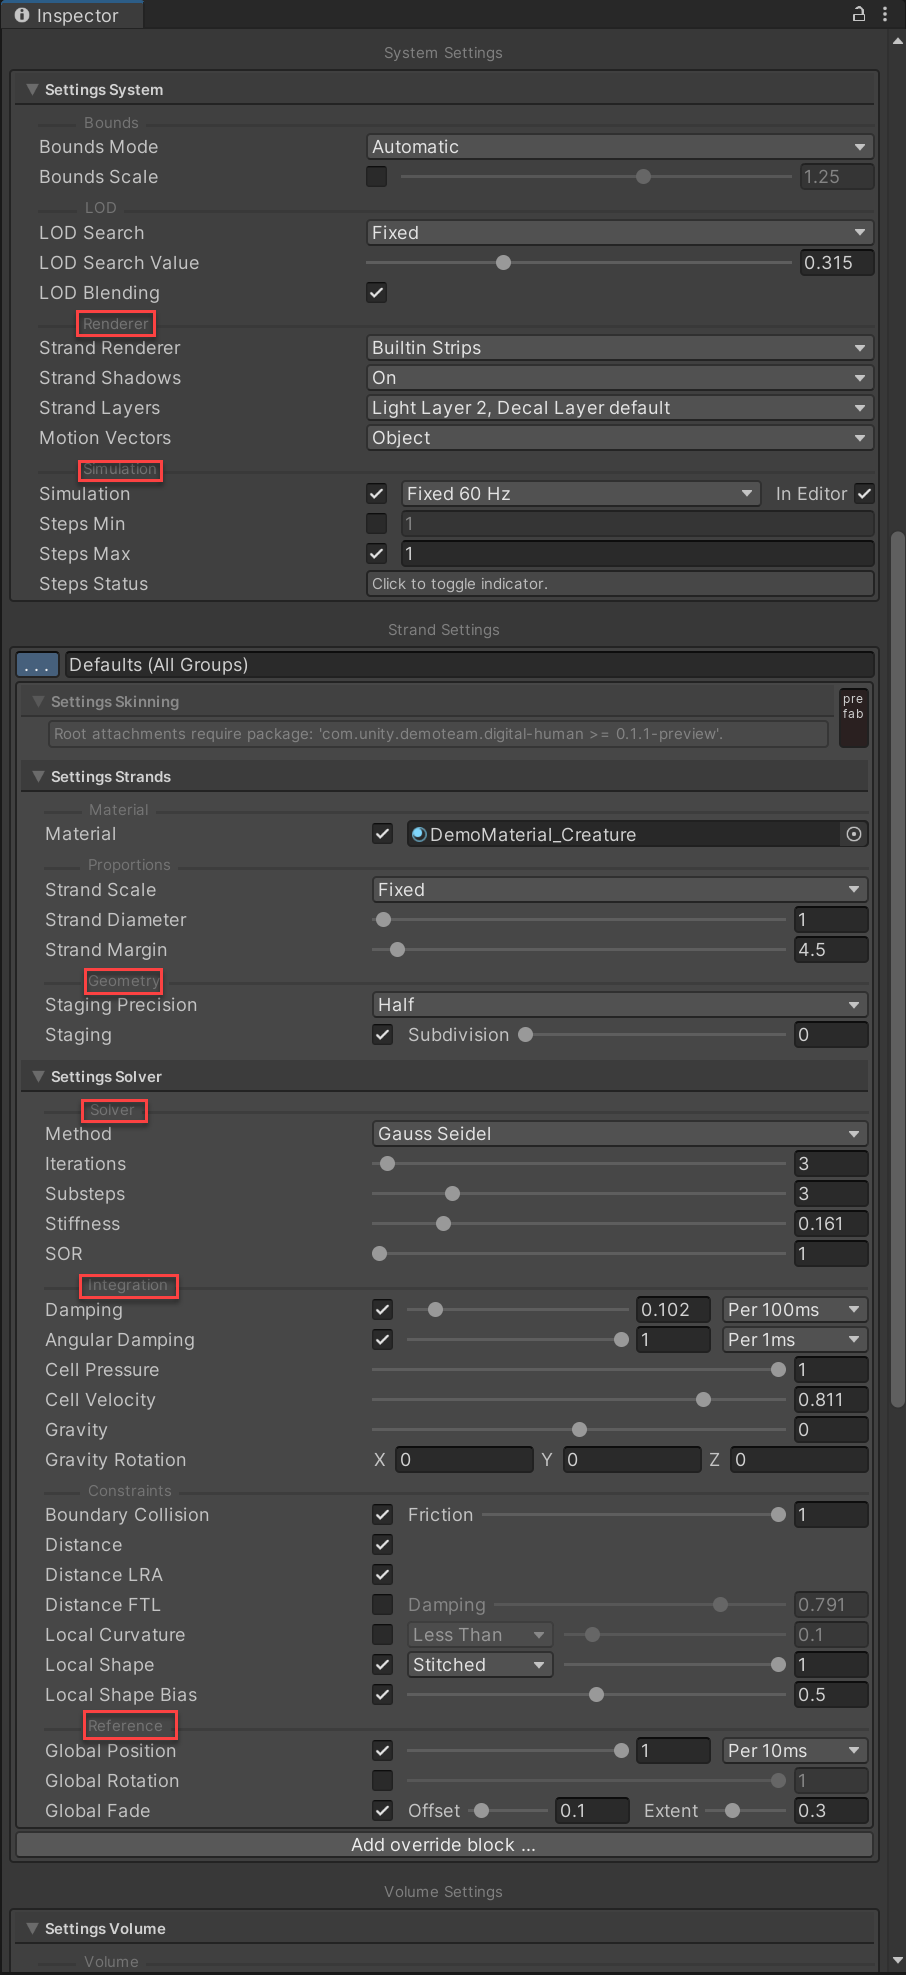 Inspector
System Settings
Settings System
Bounds
Bounds Mode Automatic
Bounds Scale 1.25
LOD
LOD Search Fixed
LOD Search Value 0.315
LOD Blending
Renderer
Strand Renderer Builtin Strips
Strand Shadows On
Strand Layers Light Layer 2, Decal Layer default
Motion Vectors Object
Simulation
Simulation Fixed 60 Hz In Editor
Steps Min 1
Steps Max 1
Steps Status Click to toggle indicator.
Strand Settings
... Defaults (All Groups)
Settings Skinning pre
fab
Root attachments require package: 'com.unity.demoteam.digital-human >= 0.1.1-preview'.
Settings Strands
Material
Material DemoMaterial_Creature
Proportions
Strand Scale Fixed
Strand Diameter 1
Strand Margin 4.5
Geometry
Staging Precision Half
Staging Subdivision 0
Settings Solver
Solver
Method Gauss Seidel
Iterations 3
Substeps 3
Stiffness 0.161
SOR 1
Integration
Damping 0.102 Per 100ms
Angular Damping 1 Per 1ms
Cell Pressure 1
Cell Velocity 0.811
Gravity 0
Gravity Rotation X 0 Y 0 Z 0
Constraints
Boundary Collision Friction 1
Distance
Distance LRA
Distance FTL Damping 0.791
Local Curvature Less Than 0.1
Local Shape Stitched 1
Local Shape Bias 0.5
Reference
Global Position 1 Per 10ms
Global Rotation 1
Global Fade Offset 0.1 Extent 0.3
Add override block ...
Volume Settings
Settings Volume
Volume